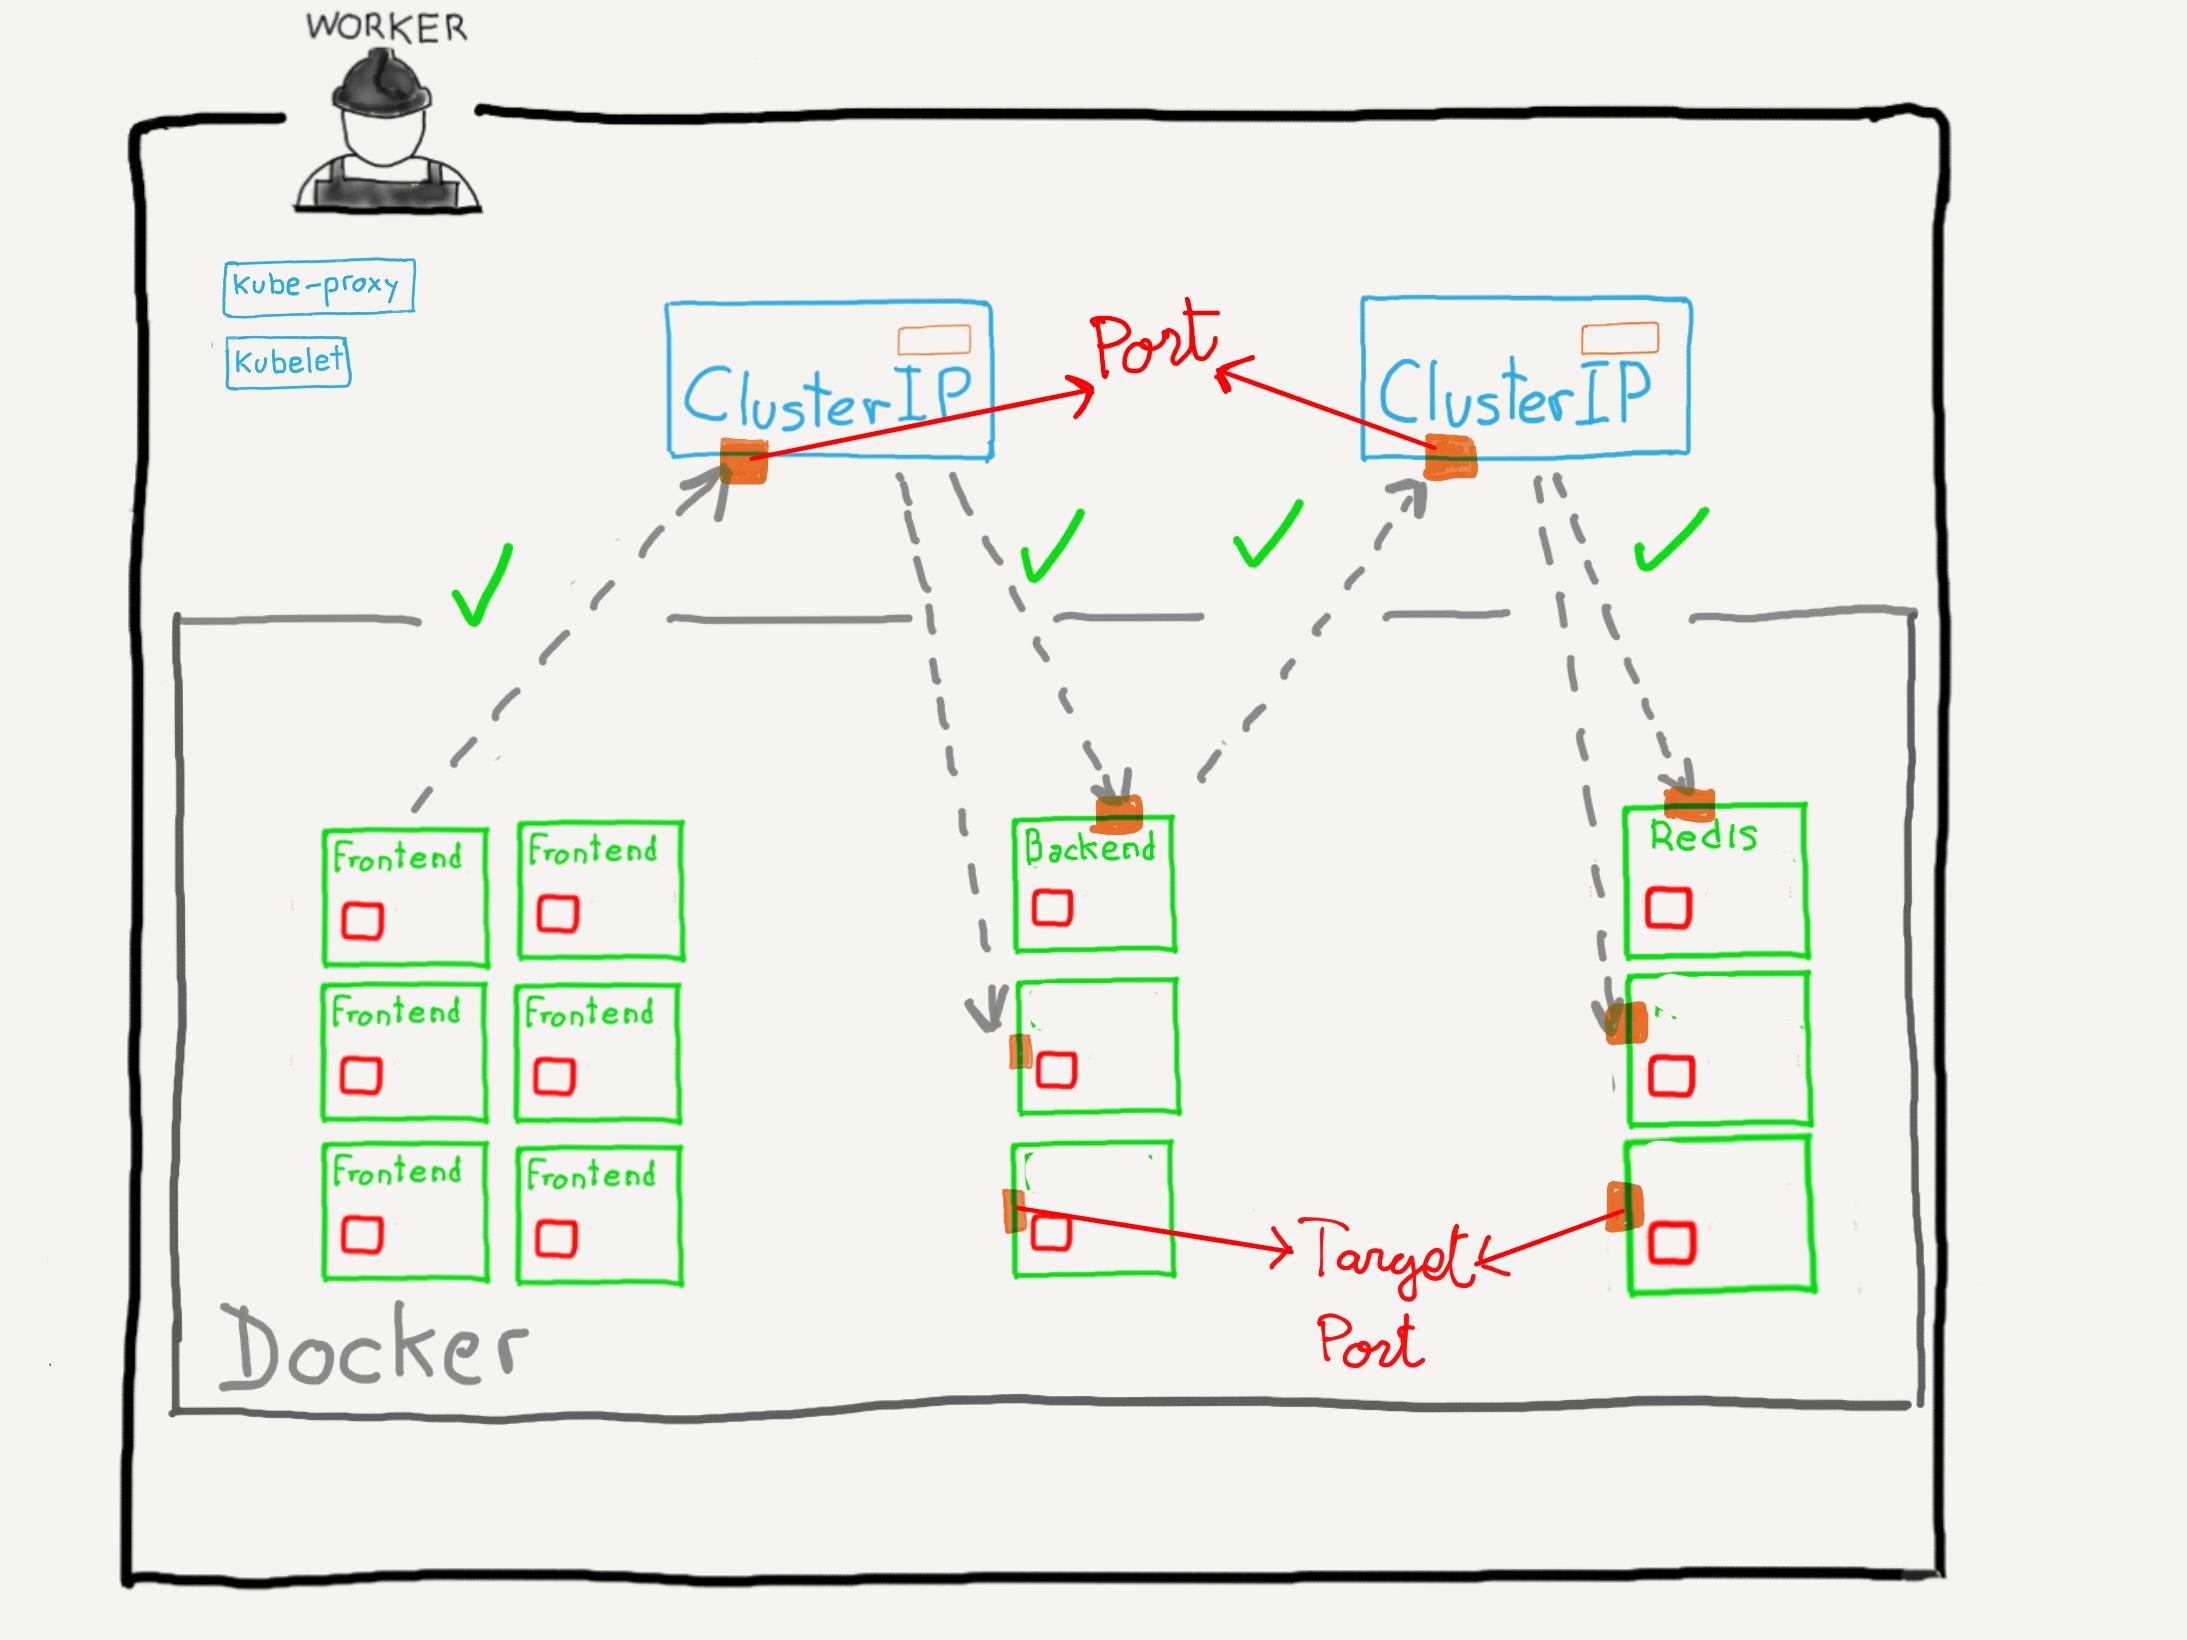 WORKER
Kube-proxy
Kubelet
ClusterIP
Port
ClusterIP
Frontend
Frontend
Backend
Redis
Frontend
Frontend
Frontend
Frontend
Target
Port
Docker